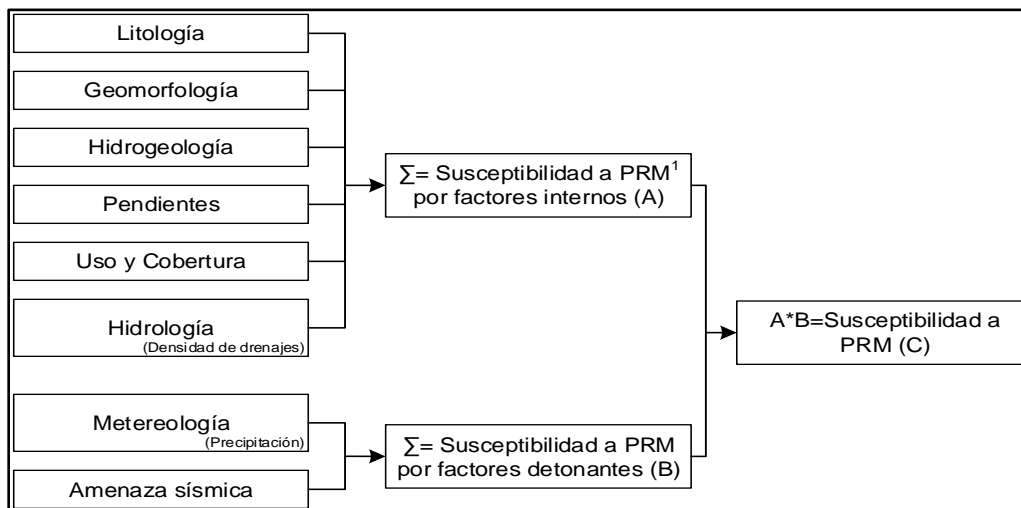 Litología
Geomorfología
Hidrogeología
Pendientes
Uso y Cobertura
Hidrología
(Densidad de drenajes)
∑= Susceptibilidad a PRM¹
por factores internos (A)
Metereología
(Precipitación)
Amenaza sísmica
∑= Susceptibilidad a PRM
por factores detonantes (B)
A*B=Susceptibilidad a
PRM (C)